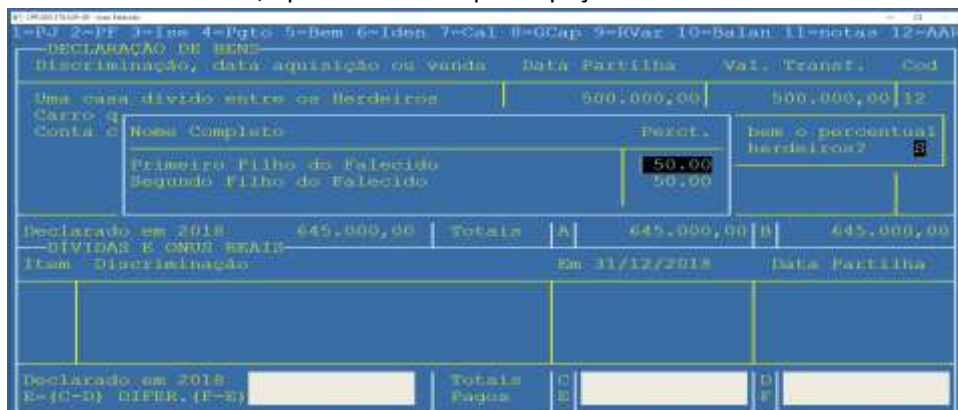 1-PJ 2-PF 3-Ise 4-Pgto 5-Bem 6-Iden 7-Cal 8-GCap 9-RVar 10-Balan 11-notas 12-AAR
DECLARAÇÃO DE BENS
Discriminação, data aquisição ou venda Data Partilha Val. Transf. Cod
Uma casa divido entre os Herdeiros 500.000,00 500.000,00 12
Carro q
Conta c Nome Completo Perct. bem o porcentual
herdeiros? S
Primeiro Filho do Falecido 50.00
Segundo Filho do Falecido 50.00
Declarado em 2018 645.000,00 Totais A 645.000,00 B 645.000,00
DÍVIDAS E ONUS REAIS
Item Discriminação Em 31/12/2018 Data Partilha
Declarado em 2018 Totais C D
E-(C-D) DIFER.(F-E) Pagos E F